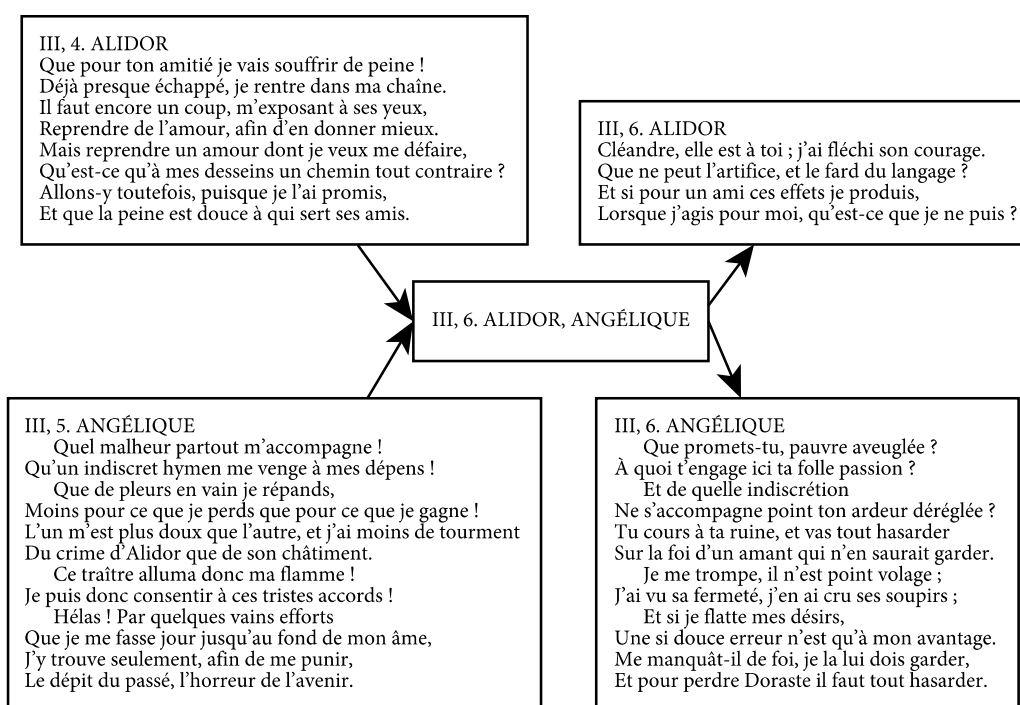 III, 4. ALIDOR
Que pour ton amitié je vais souffrir de peine !
Déjà presque échappé, je rentre dans ma chaîne.
Il faut encore un coup, m’exposant à ses yeux,
Reprendre de l’amour, afin d’en donner mieux.
Mais reprendre un amour dont je veux me défaire,
Qu’est-ce qu’à mes desseins un chemin tout contraire ?
Allons-y toutefois, puisque je l’ai promis,
Et que la peine est douce à qui sert ses amis.
III, 6. ALIDOR
Cléandre, elle est à toi ; j’ai fléchi son courage.
Que ne peut l’artifice, et le fard du langage ?
Et si pour un ami ces effets je produis,
Lorsque j’agis pour moi, qu’est-ce que je ne puis ?
III, 6. ALIDOR, ANGÉLIQUE
III, 5. ANGÉLIQUE
Quel malheur partout m’accompagne !
Qu’un indiscret hymen me venge à mes dépens !
Que de pleurs en vain je répands,
Moins pour ce que je perds que pour ce que je gagne !
L’un m’est plus doux que l’autre, et j’ai moins de tourment
Du crime d’Alidor que de son châtiment.
Ce traître alluma donc ma flamme !
Je puis donc consentir à ces tristes accords !
Hélas ! Par quelques vains efforts
Que je me fasse jour jusqu’au fond de mon âme,
J’y trouve seulement, afin de me punir,
Le dépit du passé, l’horreur de l’avenir.
III, 6. ANGÉLIQUE
Que promets-tu, pauvre aveuglée ?
À quoi t’engage ici ta folle passion ?
Et de quelle indiscrétion
Ne s’accompagne point ton ardeur déréglée ?
Tu cours à ta ruine, et vas tout hasarder
Sur la foi d’un amant qui n’en saurait garder.
Je me trompe, il n’est point volage ;
J’ai vu sa fermeté, j’en ai cru ses soupirs ;
Et si je flatte mes désirs,
Une si douce erreur n’est qu’à mon avantage.
Me manquât-il de foi, je la lui dois garder,
Et pour perdre Doraste il faut tout hasarder.